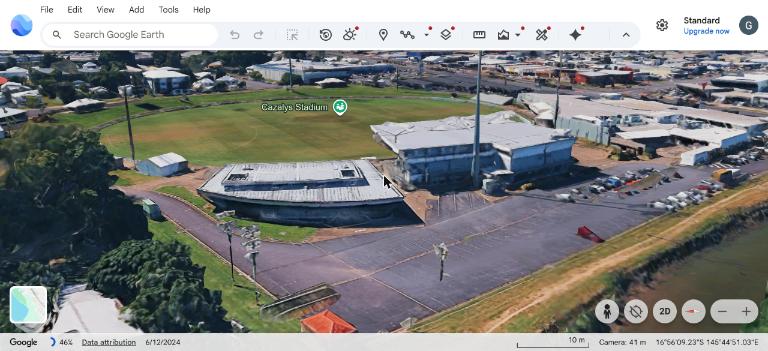 File Edit View Add Tools Help
Search Google Earth
Standard
Upgrade now
G
Cazalys Stadium
2D
Google 46% Data attribution 6/12/2024 10 m Camera: 41 m 16°56'09.23"S 145°44'51.03"E